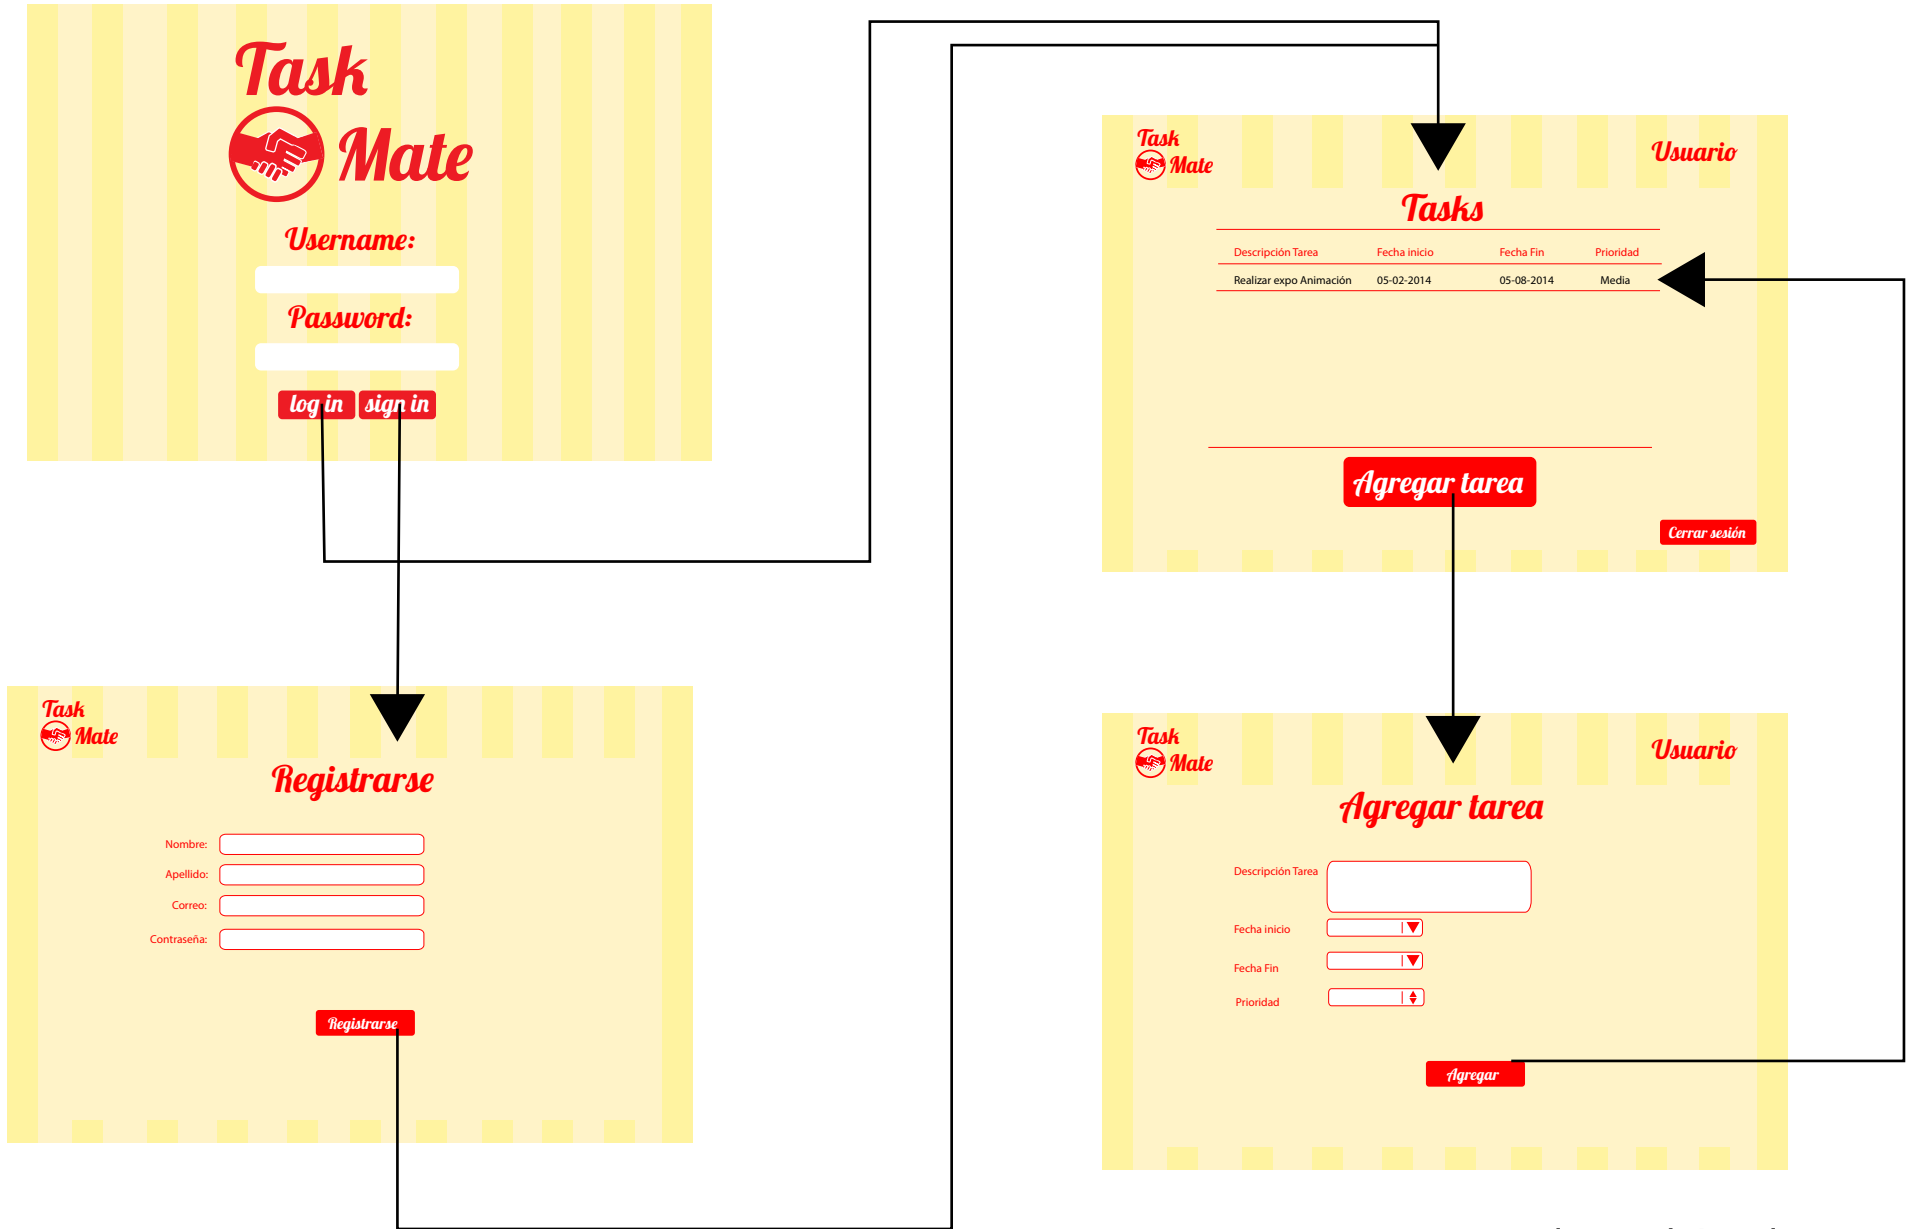 Task
Mate
Username:
Password:
log in sign in
Task
Mate
Usuario
Tasks
Descripción Tarea Fecha inicio Fecha Fin Prioridad
Realizar expo Animación 05-02-2014 05-08-2014 Media
Agregar tarea
Cerrar sesión
Task
Mate
Registrarse
Nombre:
Apellido:
Correo:
Contraseña:
Registrarse
Task
Mate
Usuario
Agregar tarea
Descripción Tarea
Fecha inicio
Fecha Fin
Prioridad
Agregar